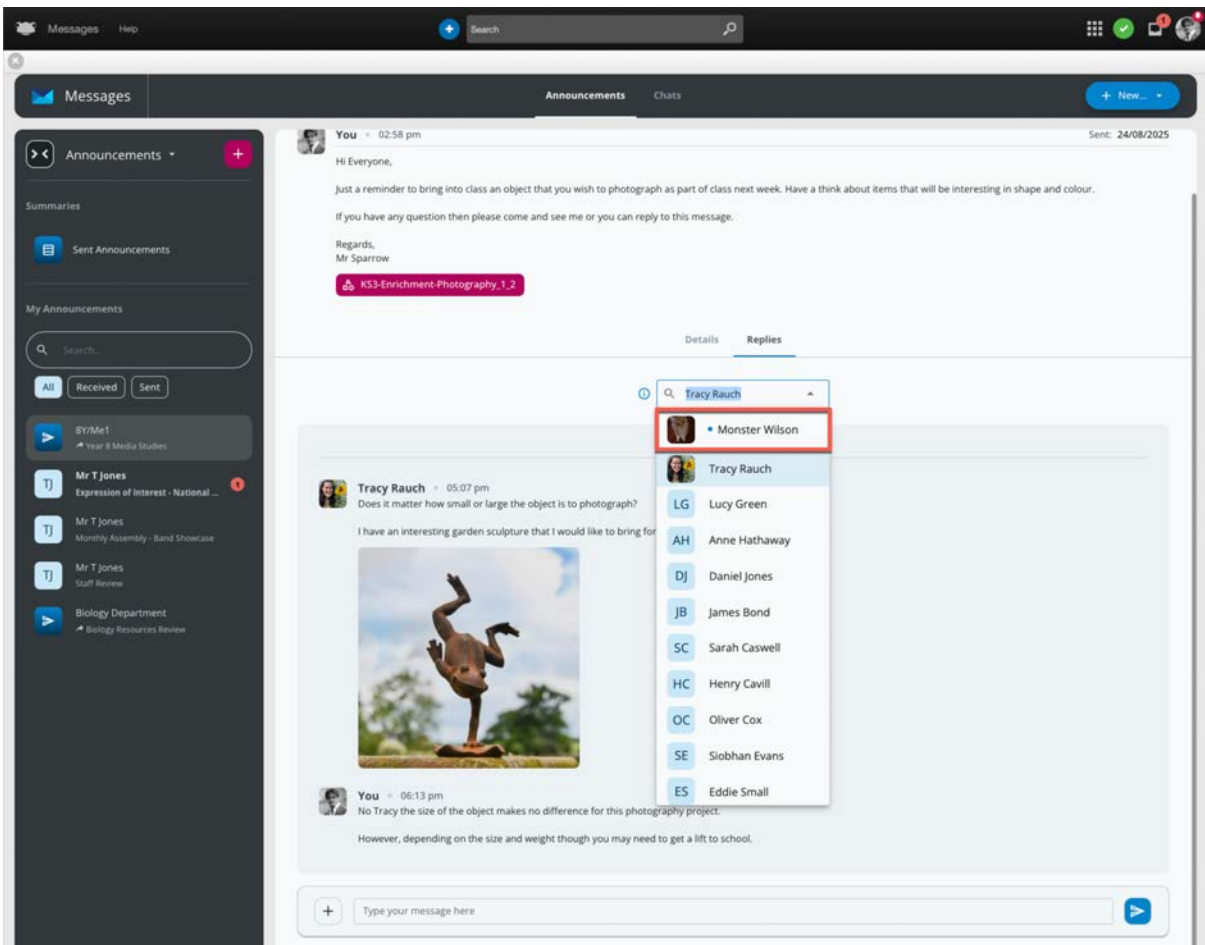 Messages Help
Search
1
Messages
Announcements Chats
+ New...
Announcements
+
Summaries
Sent Announcements
My Announcements
Search...
All Received Sent
8Y/Me1
Year 8 Media Studies
TJ Mr T Jones 1
Expression of Interest - National ...
TJ Mr T Jones
Monthly Assembly - Band Showcase
TJ Mr T Jones
Staff Review
Biology Department
Biology Resources Review
You • 02:58 pm Sent: 24/08/2025
Hi Everyone,
Just a reminder to bring into class an object that you wish to photograph as part of class next week. Have a think about items that will be interesting in shape and colour.
If you have any question then please come and see me or you can reply to this message.
Regards,
Mr Sparrow
KS3-Enrichment-Photography_1_2
Details Replies
Tracy Rauch
• Monster Wilson
Tracy Rauch
LG Lucy Green
AH Anne Hathaway
DJ Daniel Jones
JB James Bond
SC Sarah Caswell
HC Henry Cavill
OC Oliver Cox
SE Siobhan Evans
ES Eddie Small
Tracy Rauch • 05:07 pm
Does it matter how small or large the object is to photograph?
I have an interesting garden sculpture that I would like to bring for
You • 06:13 pm
No Tracy the size of the object makes no difference for this photography project.
However, depending on the size and weight though you may need to get a lift to school.
+ Type your message here